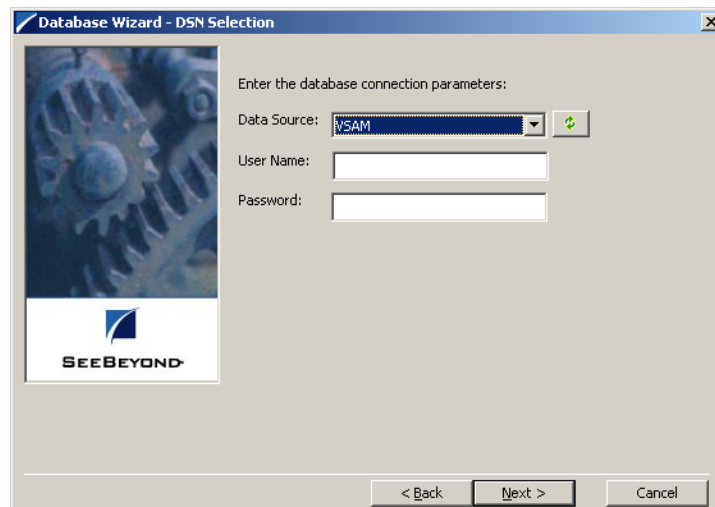 Database Wizard - DSN Selection
Enter the database connection parameters:
Data Source:
VSAM
User Name:
Password:
SEEBEYOND
< Back
Next >
Cancel